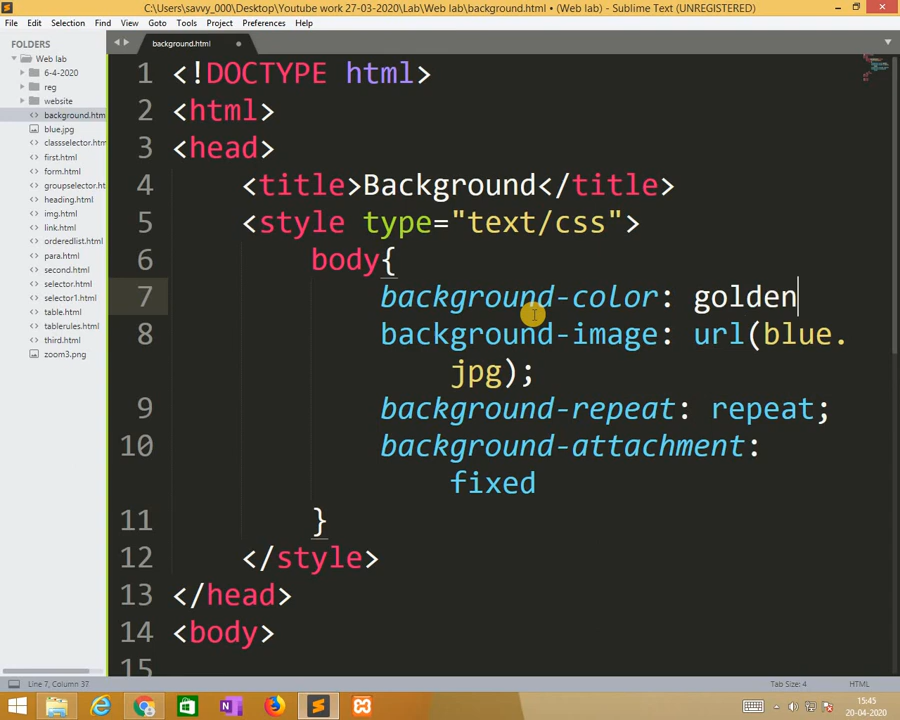 C:\Users\savvy_000\Desktop\Youtube work 27-03-2020\Lab\Web lab\background.html • (Web lab) - Sublime Text (UNREGISTERED)
File Edit Selection Find View Goto Tools Project Preferences Help
FOLDERS
Web lab
6-4-2020
reg
website
background.htm
blue.jpg
classselector.htm
first.html
form.html
groupselector.ht
heading.html
img.html
link.html
orderedlist.html
para.html
second.html
selector.html
selector1.html
table.html
tablerules.html
third.html
zoom3.png
background.html
1 <!DOCTYPE html>
2 <html>
3 <head>
4 <title>Background</title>
5 <style type="text/css">
6 body{
7 background-color: golden
8 background-image: url(blue.
jpg);
9 background-repeat: repeat;
10 background-attachment:
fixed
11 }
12 </style>
13 </head>
14 <body>
15
Line 7, Column 37
Tab Size: 4
HTML
15:45
20-04-2020